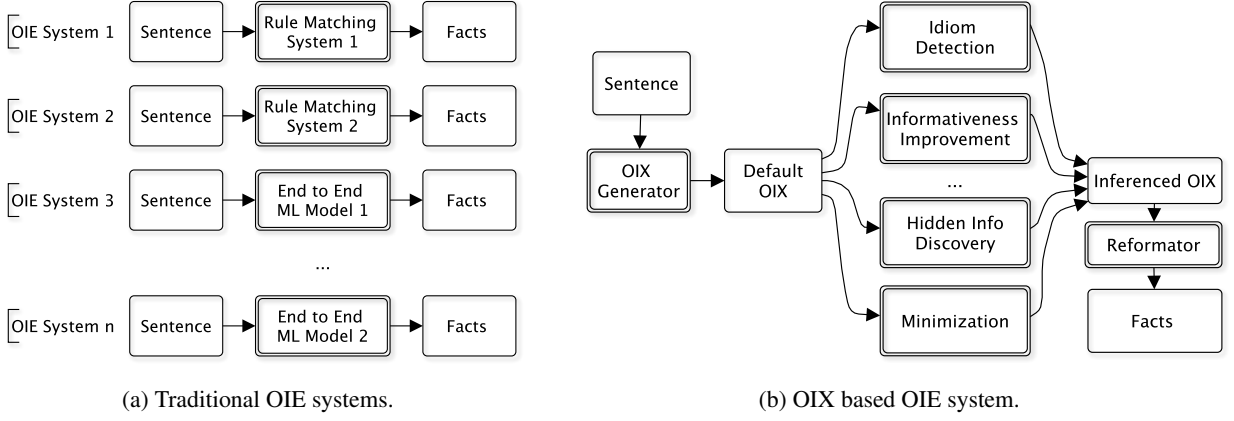 OIE System 1
Sentence
Rule Matching
System 1
Facts
OIE System 2
Sentence
Rule Matching
System 2
Facts
OIE System 3
Sentence
End to End
ML Model 1
Facts
...
OIE System n
Sentence
End to End
ML Model 2
Facts
(a) Traditional OIE systems.
Sentence
OIX
Generator
Default
OIX
Idiom
Detection
Informativeness
Improvement
...
Hidden Info
Discovery
Minimization
Inferenced OIX
Reformator
Facts
(b) OIX based OIE system.